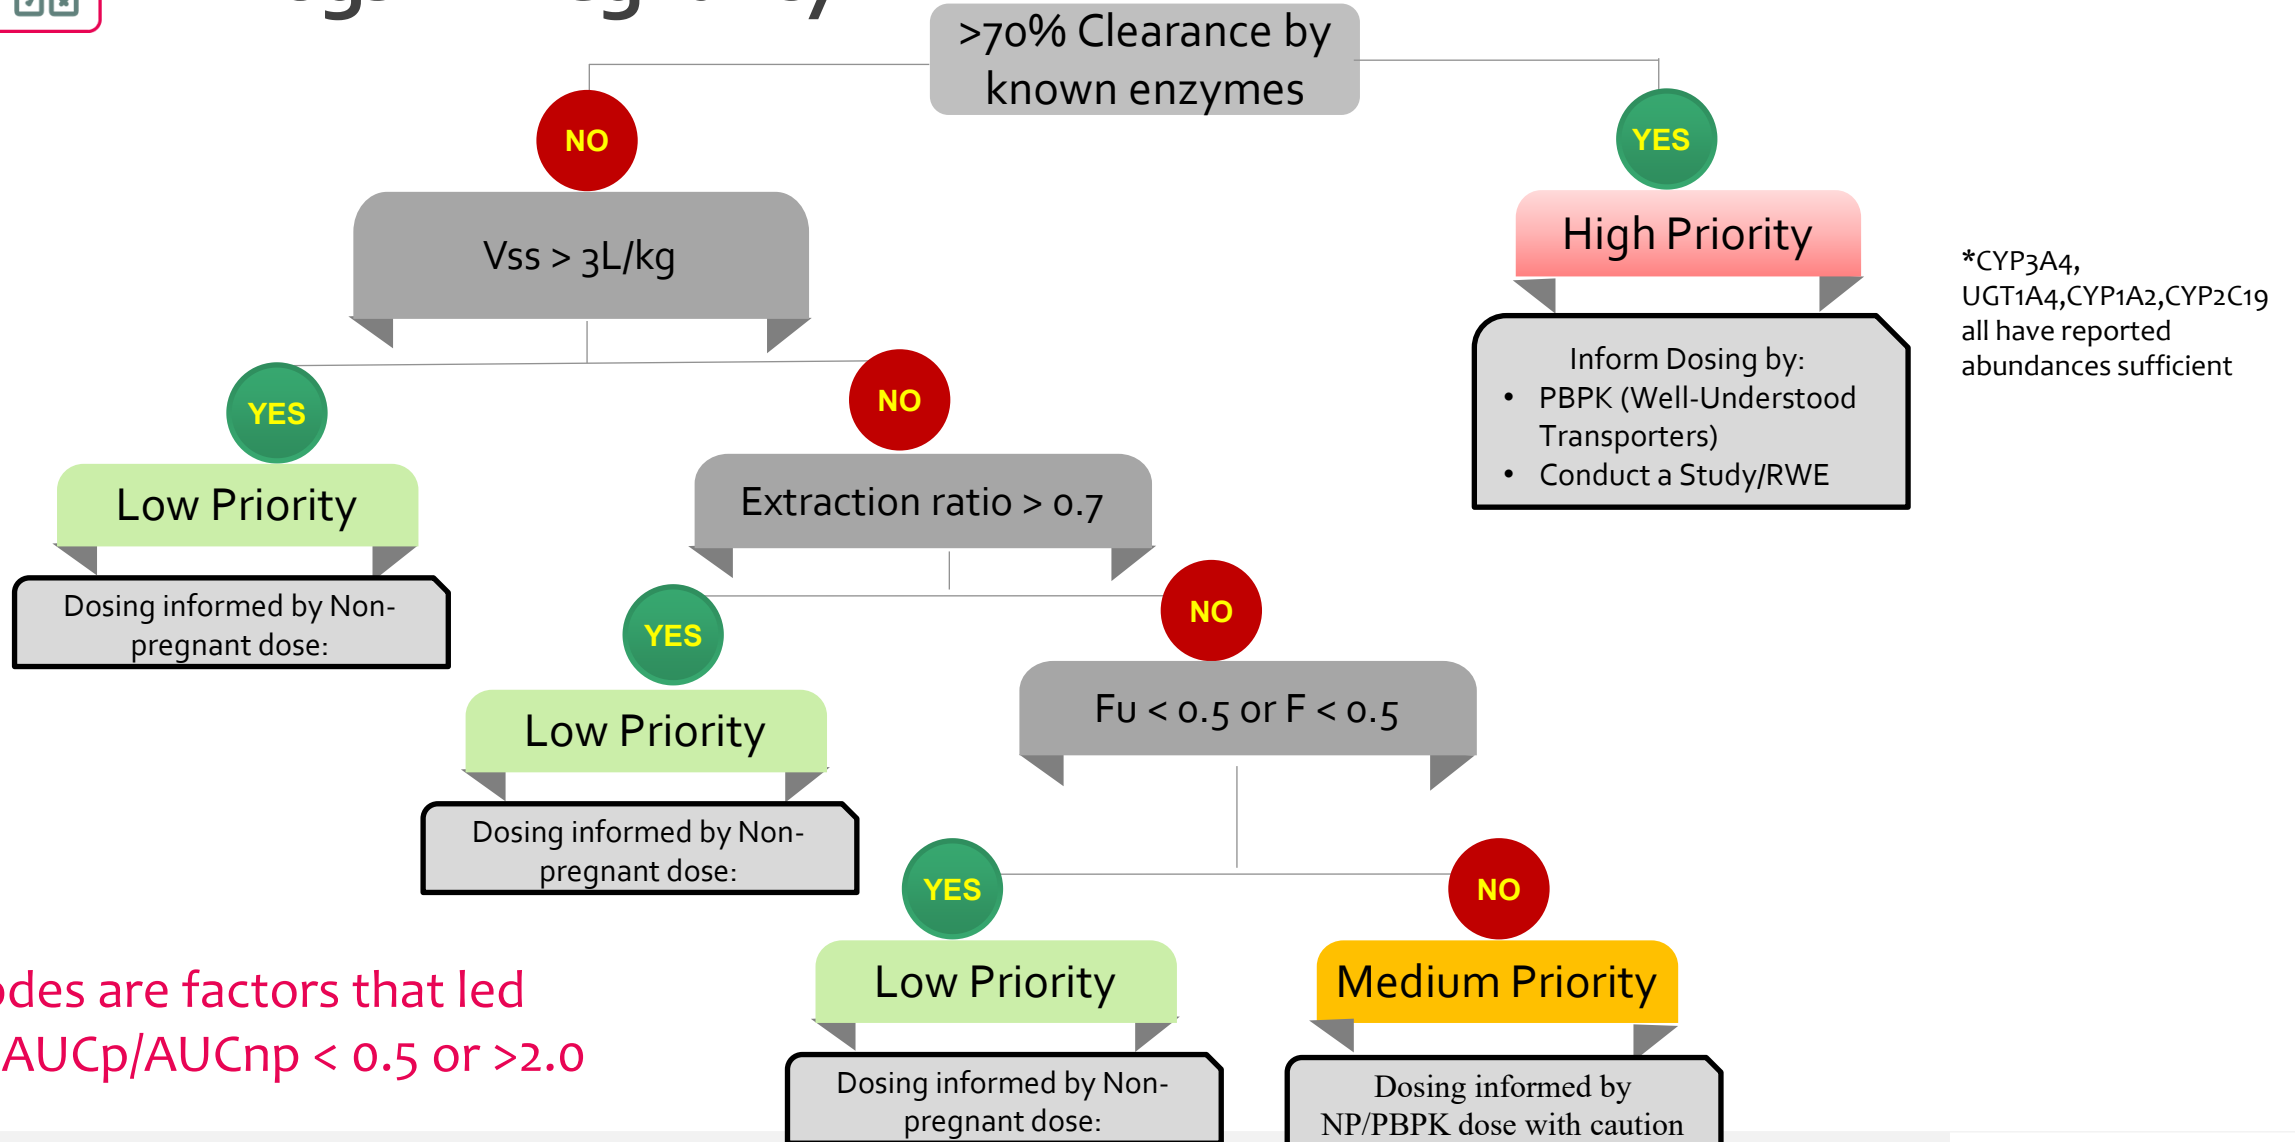 >70% Clearance by
known enzymes
NO
YES
Vss > 3L/kg
High Priority
*CYP3A4,
UGT1A4,CYP1A2,CYP2C19
all have reported
abundances sufficient
Inform Dosing by:
• PBPK (Well-Understood
Transporters)
• Conduct a Study/RWE
YES
NO
Low Priority
Dosing informed by Non-
pregnant dose:
Extraction ratio > 0.7
YES
NO
Low Priority
Dosing informed by Non-
pregnant dose:
Fu < 0.5 or F < 0.5
YES
NO
Low Priority
Dosing informed by Non-
pregnant dose:
Medium Priority
Dosing informed by
NP/PBPK dose with caution
are factors that led
AUCp/AUCnp < 0.5 or >2.0